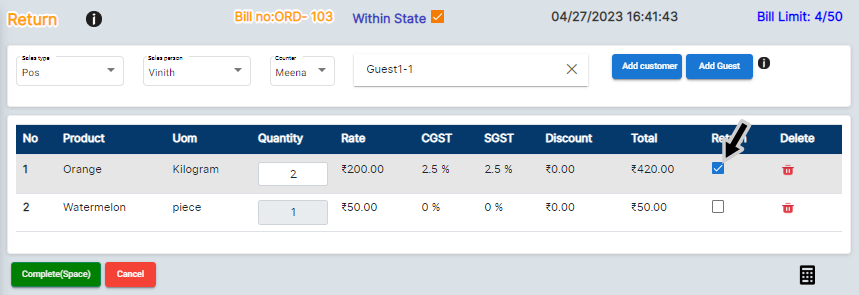 Return Bill no:ORD- 103 Within State 04/27/2023 16:41:43 Bill Limit: 4/50
Sales type Sales person Counter
Pos Vinith Meena Guest1-1 Add customer Add Guest
No Product Uom Quantity Rate CGST SGST Discount Total Return Delete
1 Orange Kilogram 2 ₹200.00 2.5 % 2.5 % ₹0.00 ₹420.00
2 Watermelon piece 1 ₹50.00 0 % 0 % ₹0.00 ₹50.00
Complete(Space) Cancel